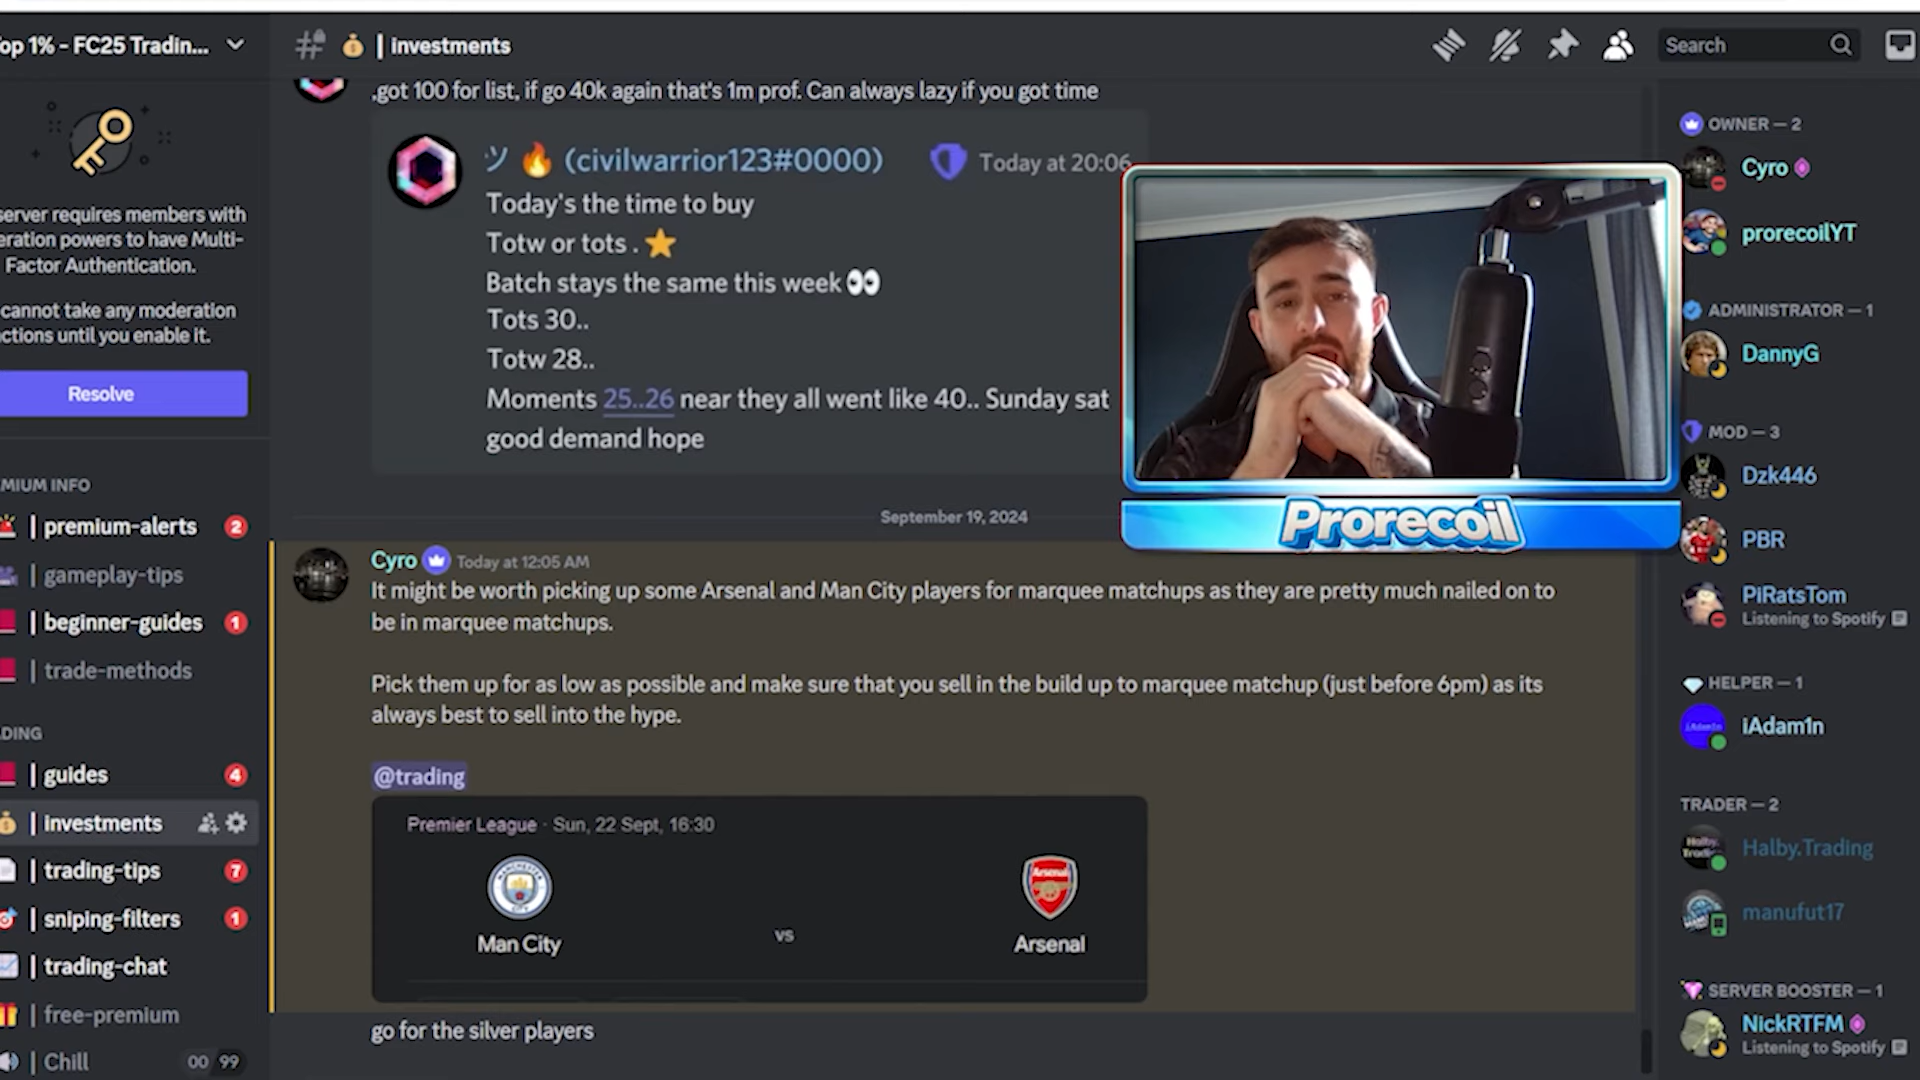 op 1% - FC25 Tradin...
| Investments
Search
,got 100 for list, if go 40k again that's 1m prof. Can always lazy if you got time
ツ 🔥 (civilwarrior123#0000) Today at 20:06
Today's the time to buy
Totw or tots . ⭐
Batch stays the same this week 👀
Tots 30..
Totw 28..
Moments 25..26 near they all went like 40.. Sunday sat
good demand hope
September 19, 2024
Cyro Today at 12:05 AM
It might be worth picking up some Arsenal and Man City players for marquee matchups as they are pretty much nailed on to
be in marquee matchups.
Pick them up for as low as possible and make sure that you sell in the build up to marquee matchup (just before 6pm) as its
always best to sell into the hype.
@trading
Premier League · Sun, 22 Sept, 16:30
Man City
vs
Arsenal
go for the silver players
server requires members with
eration powers to have Multi-
Factor Authentication.
cannot take any moderation
ctions until you enable it.
Resolve
MIUM INFO
| premium-alerts 2
| gameplay-tips
| beginner-guides 1
| trade-methods
DING
| guides 4
| investments
| trading-tips 7
| sniping-filters 1
| trading-chat
| free-premium
| Chill 00 99
Prorecoil
OWNER — 2
Cyro
prorecoilYT
ADMINISTRATOR — 1
DannyG
MOD — 3
Dzk446
PBR
PiRatsTom
Listening to Spotify
HELPER — 1
iAdam1n
TRADER — 2
Halby.Trading
manufut17
SERVER BOOSTER — 1
NickRTFM
Listening to Spotify